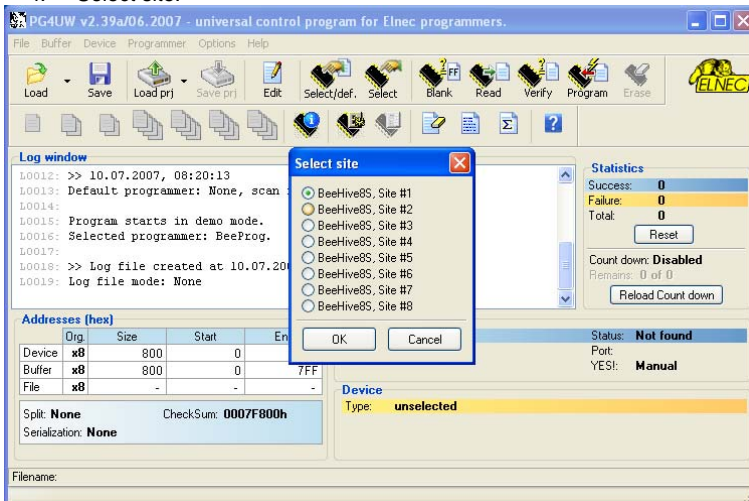 Select site.
PG4UW v2.39a/06.2007 - universal control program for Elnec programmers.
File Buffer Device Programmer Options Help
Load Save Load prj Save prj Edit Select/def. Select Blank Read Verify Program Erase
ELNEC
Log window
L0012: >> 10.07.2007, 08:20:13
L0013: Default programmer: None, scan
L0014:
L0015: Program starts in demo mode.
L0016: Selected programmer: BeeProg.
L0017:
L0018: >> Log file created at 10.07.20
L0019: Log file mode: None
Select site
BeeHive8S, Site #1
BeeHive8S, Site #2
BeeHive8S, Site #3
BeeHive8S, Site #4
BeeHive8S, Site #5
BeeHive8S, Site #6
BeeHive8S, Site #7
BeeHive8S, Site #8
OK Cancel
Statistics
Success: 0
Failure: 0
Total: 0
Reset
Count down: Disabled
Remains: 0 of 0
Reload Count down
Addresses (hex)
Org. Size Start En
Device x8 800 0
Buffer x8 800 0 7FF
File x8 - - -
Split: None CheckSum: 0007F800h
Serialization: None
Status: Not found
Port:
YES!: Manual
Device
Type: unselected
Filename: